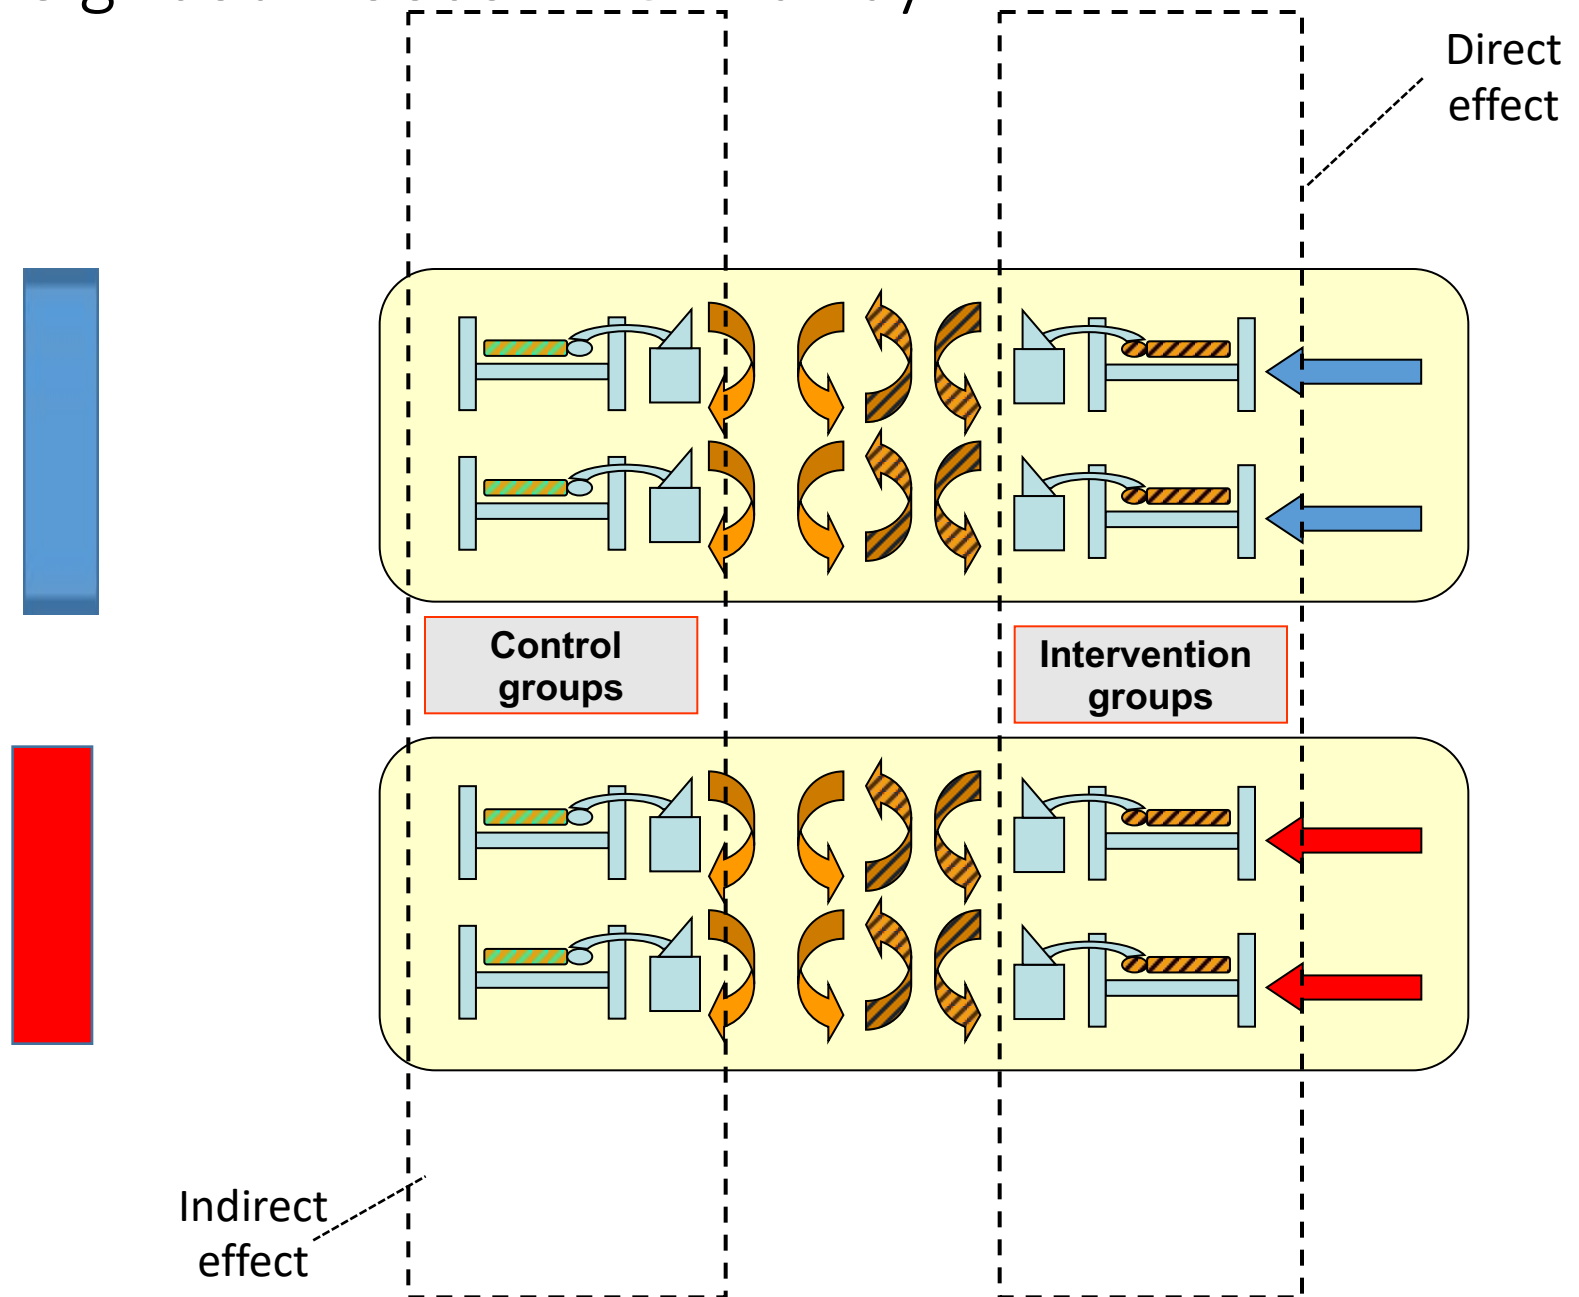 Direct
effect
Control
groups
Intervention
groups
Indirect
effect